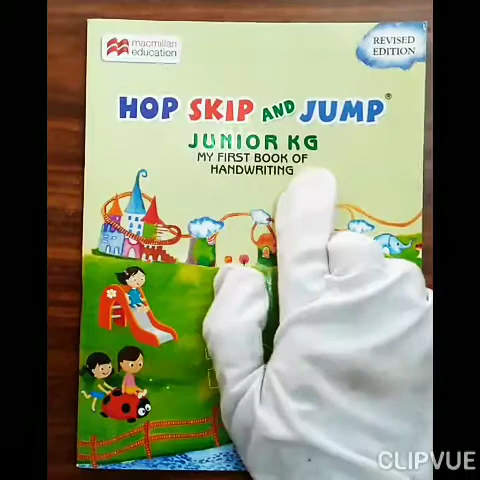 macmillan
education
REVISED
EDITION
HOP SKIP AND JUMP®
JUNIOR KG
MY FIRST BOOK OF
HANDWRITING
CLIPVUE